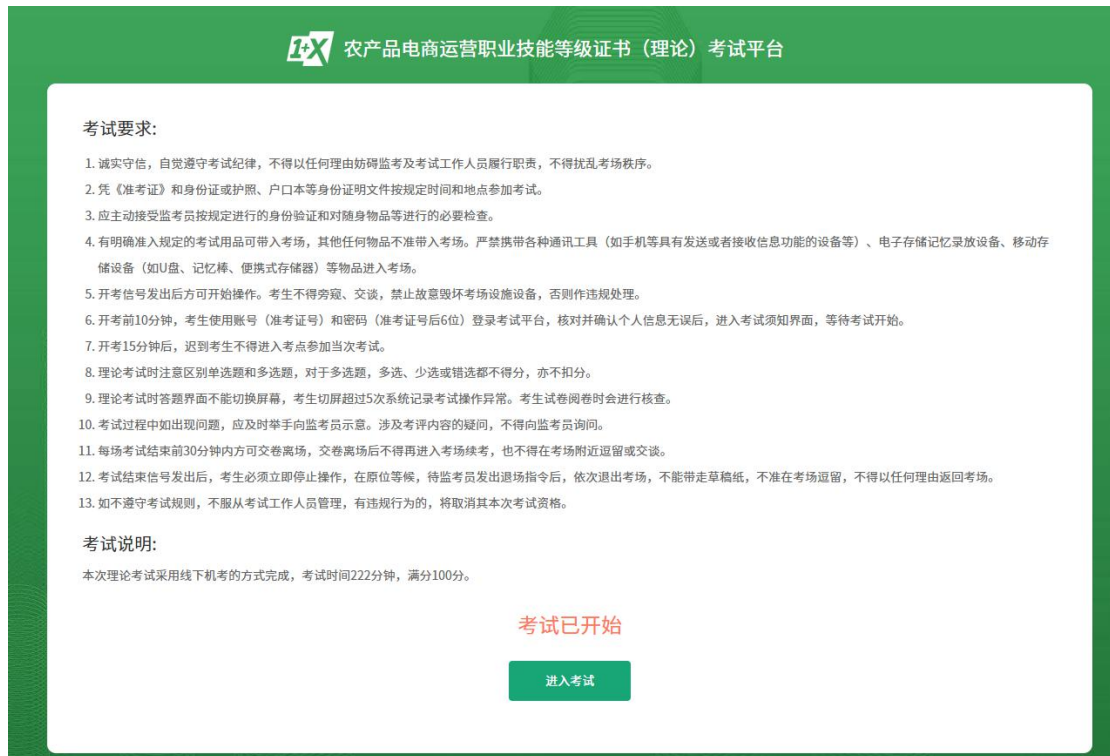 1+X 农产品电商运营职业技能等级证书（理论）考试平台
考试要求:
1. 诚实守信，自觉遵守考试纪律，不得以任何理由妨碍监考及考试工作人员履行职责，不得扰乱考场秩序。
2. 凭《准考证》和身份证或护照、户口本等身份证明文件按规定时间和地点参加考试。
3. 应主动接受监考员按规定进行的身份验证和对随身物品等进行的必要检查。
4. 有明确准入规定的考试用品可带入考场，其他任何物品不准带入考场。严禁携带各种通讯工具（如手机等具有发送或者接收信息功能的设备等）、电子存储记忆录放设备、移动存
储设备（如U盘、记忆棒、便携式存储器）等物品进入考场。
5. 开考信号发出后方可开始操作。考生不得旁窥、交谈，禁止故意毁坏考场设施设备，否则作违规处理。
6. 开考前10分钟，考生使用账号（准考证号）和密码（准考证号后6位）登录考试平台，核对并确认个人信息无误后，进入考试须知界面，等待考试开始。
7. 开考15分钟后，迟到考生不得进入考点参加当次考试。
8. 理论考试时注意区别单选题和多选题，对于多选题，多选、少选或错选都不得分，亦不扣分。
9. 理论考试时答题界面不能切换屏幕，考生切屏超过5次系统记录考试操作异常。考生试卷阅卷时会进行核查。
10. 考试过程中如出现问题，应及时举手向监考员示意。涉及考评内容的疑问，不得向监考员询问。
11. 每场考试结束前30分钟内方可交卷离场，交卷离场后不得再进入考场续考，也不得在考场附近逗留或交谈。
12. 考试结束信号发出后，考生必须立即停止操作，在原位等候，待监考员发出退场指令后，依次退出考场，不能带走草稿纸，不准在考场逗留，不得以任何理由返回考场。
13. 如不遵守考试规则，不服从考试工作人员管理，有违规行为的，将取消其本次考试资格。
考试说明:
本次理论考试采用线下机考的方式完成，考试时间222分钟，满分100分。
考试已开始
进入考试